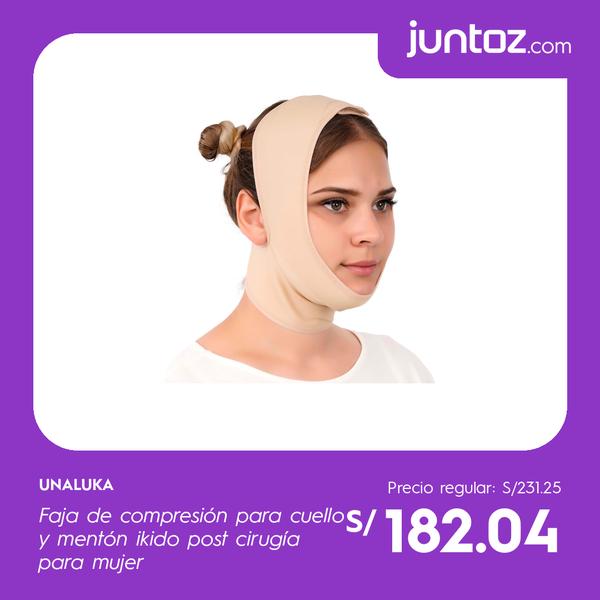 juntoz.com
UNALUKA
Faja de compresión para cuello
y mentón ikido post cirugía
para mujer
Precio regular: S/231.25
S/182.04